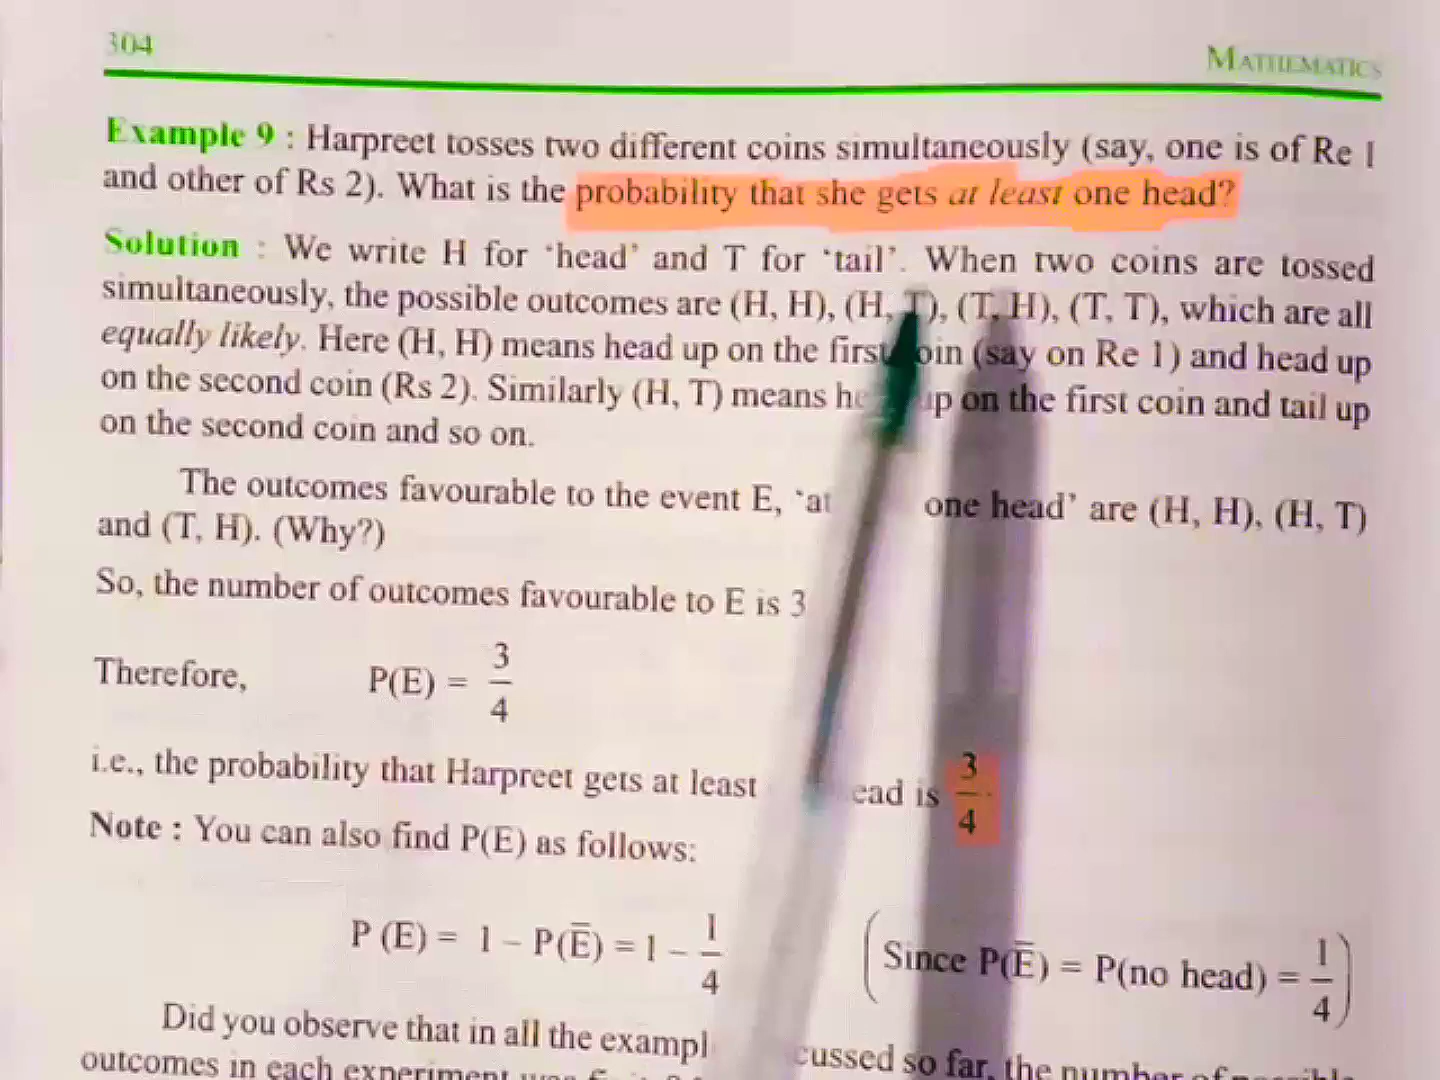 304
MATHEMATICS
Example 9 : Harpreet tosses two different coins simultaneously (say, one is of Re 1
and other of Rs 2). What is the probability that she gets at least one head?
Solution : We write H for ‘head’ and T for ‘tail’. When two coins are tossed
simultaneously, the possible outcomes are (H, H), (H, T), (T, H), (T, T), which are all
equally likely. Here (H, H) means head up on the first coin (say on Re 1) and head up
on the second coin (Rs 2). Similarly (H, T) means up on the first coin and tail up
on the second coin and so on.
The outcomes favourable to the event E, ‘at one head’ are (H, H), (H, T)
and (T, H). (Why?)
So, the number of outcomes favourable to E is 3
Therefore, P(E) = 3/4
i.e., the probability that Harpreet gets at least is 3/4
Note : You can also find P(E) as follows:
P (E) = 1 – P(E̅) = 1 – 1/4 (Since P(E̅) = P(no head) = 1/4)
Did you observe that in all the so far, the number of possible
outcomes in each experiment was